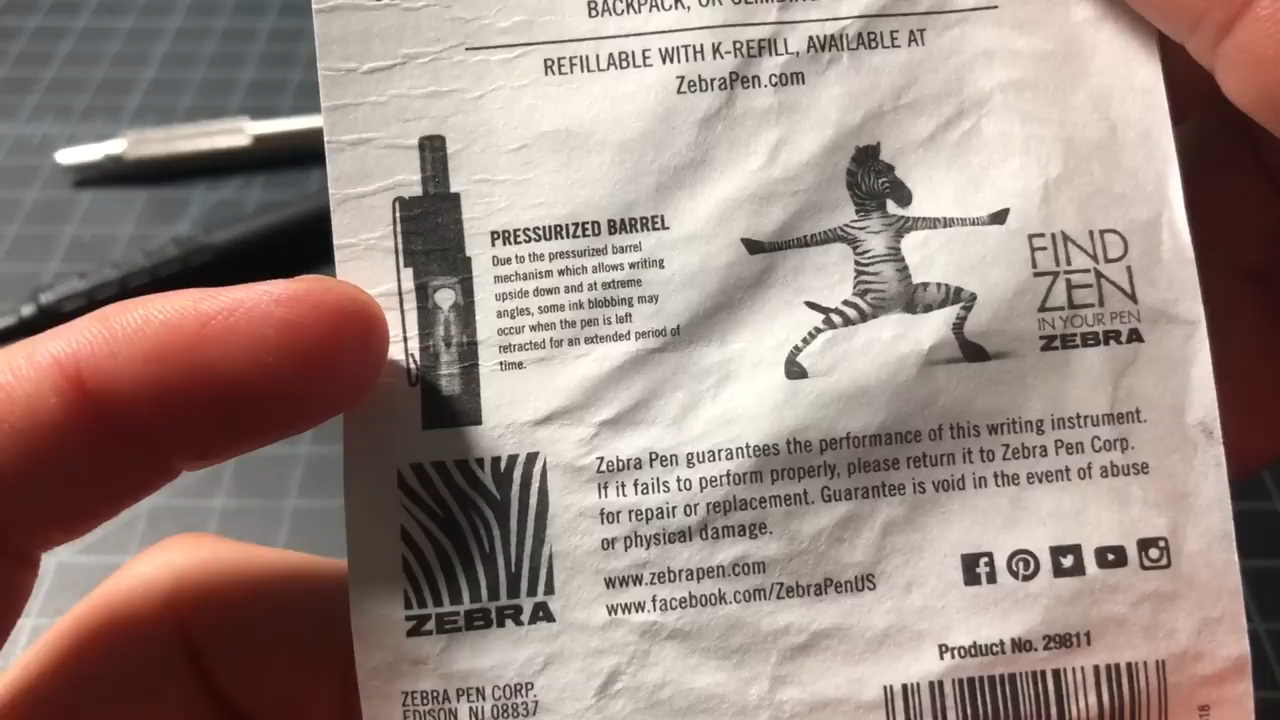 BACKPACK, OR
REFILLABLE WITH K-REFILL, AVAILABLE AT
ZebraPen.com
PRESSURIZED BARREL
Due to the pressurized barrel
mechanism which allows writing
upside down and at extreme
angles, some ink blobbing may
occur when the pen is left
retracted for an extended period of
time.
FIND
ZEN
IN YOUR PEN
ZEBRA
Zebra Pen guarantees the performance of this writing instrument.
If it fails to perform properly, please return it to Zebra Pen Corp.
for repair or replacement. Guarantee is void in the event of abuse
or physical damage.
www.zebrapen.com
www.facebook.com/ZebraPenUS
ZEBRA
Product No. 29811
ZEBRA PEN CORP.
EDISON, NJ 08837